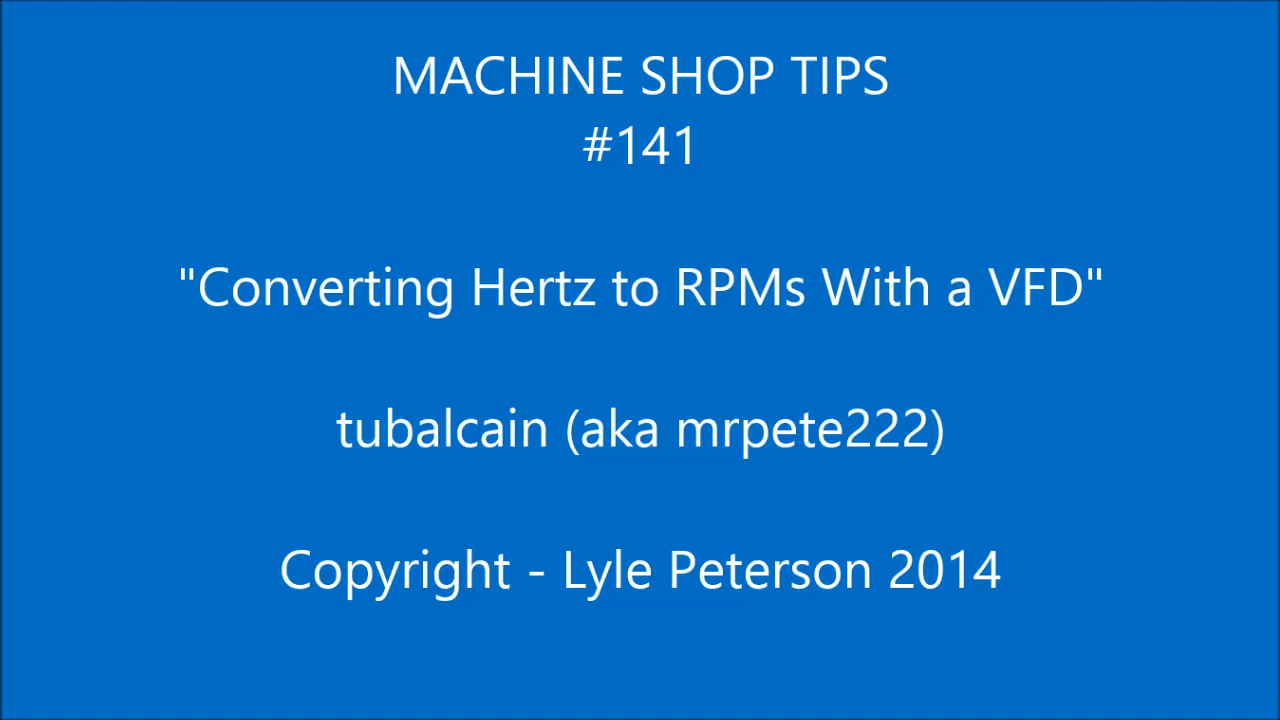 MACHINE SHOP TIPS
#141
"Converting Hertz to RPMs With a VFD"
tubalcain (aka mrpete222)
Copyright - Lyle Peterson 2014